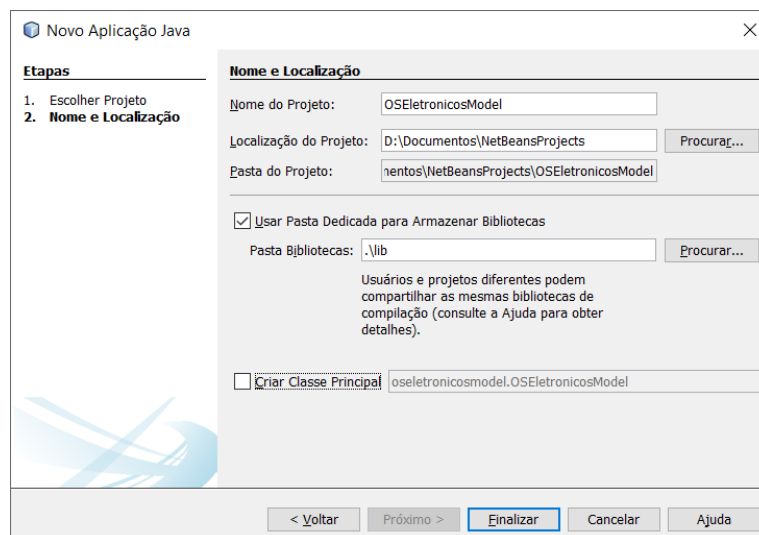 Novo Aplicação Java
Etapas
1. Escolher Projeto
2. Nome e Localização
Nome e Localização
Nome do Projeto: OSEletronicosModel
Localização do Projeto: D:\Documentos\NetBeansProjects Procurar...
Pasta do Projeto: nentos\NetBeansProjects\OSEletronicosModel
Usar Pasta Dedicada para Armazenar Bibliotecas
Pasta Bibliotecas: .\lib Procurar...
Usuários e projetos diferentes podem
compartilhar as mesmas bibliotecas de
compilação (consulte a Ajuda para obter
detalhes).
Criar Classe Principal oseletronicosmodel.OSEletronicosModel
< Voltar Próximo > Finalizar Cancelar Ajuda